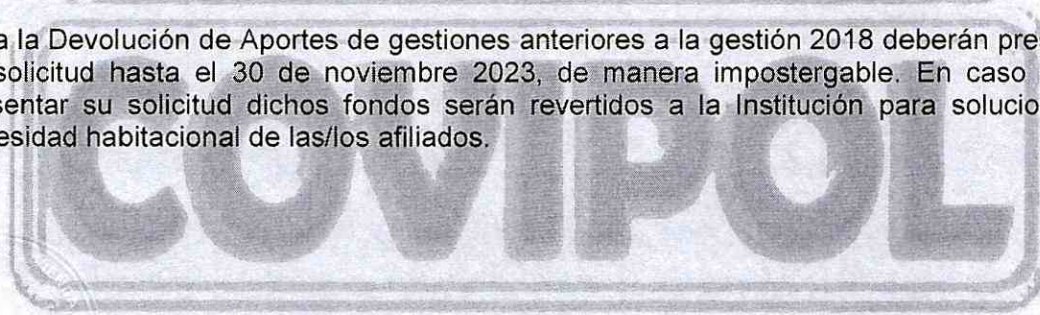 a la Devolución de Aportes de gestiones anteriores a la gestión 2018 deberán pre
solicitud hasta el 30 de noviembre 2023, de manera impostergable. En caso
sentar su solicitud dichos fondos serán revertidos a la Institución para solucio
esidad habitacional de las/los afiliados.
COVIPOL